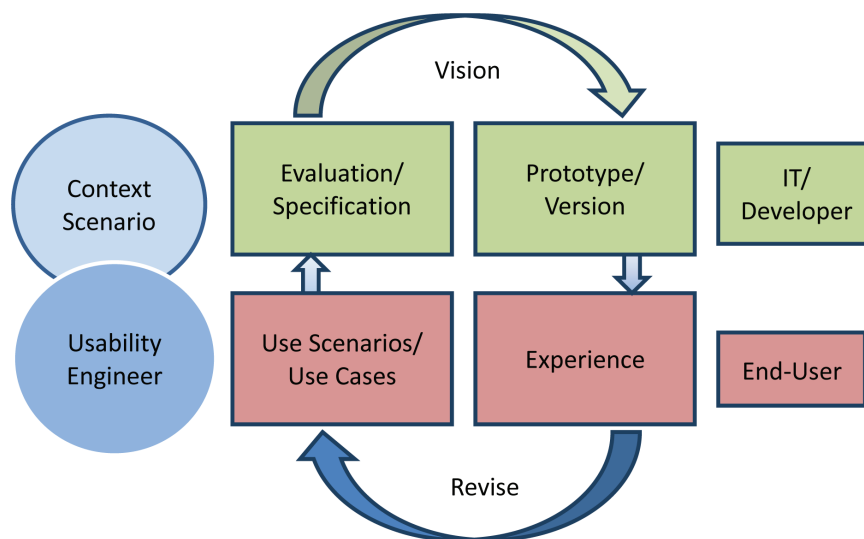 Vision
Context
Scenario
Evaluation/
Specification
Prototype/
Version
IT/
Developer
Usability
Engineer
Use Scenarios/
Use Cases
Experience
End-User
Revise